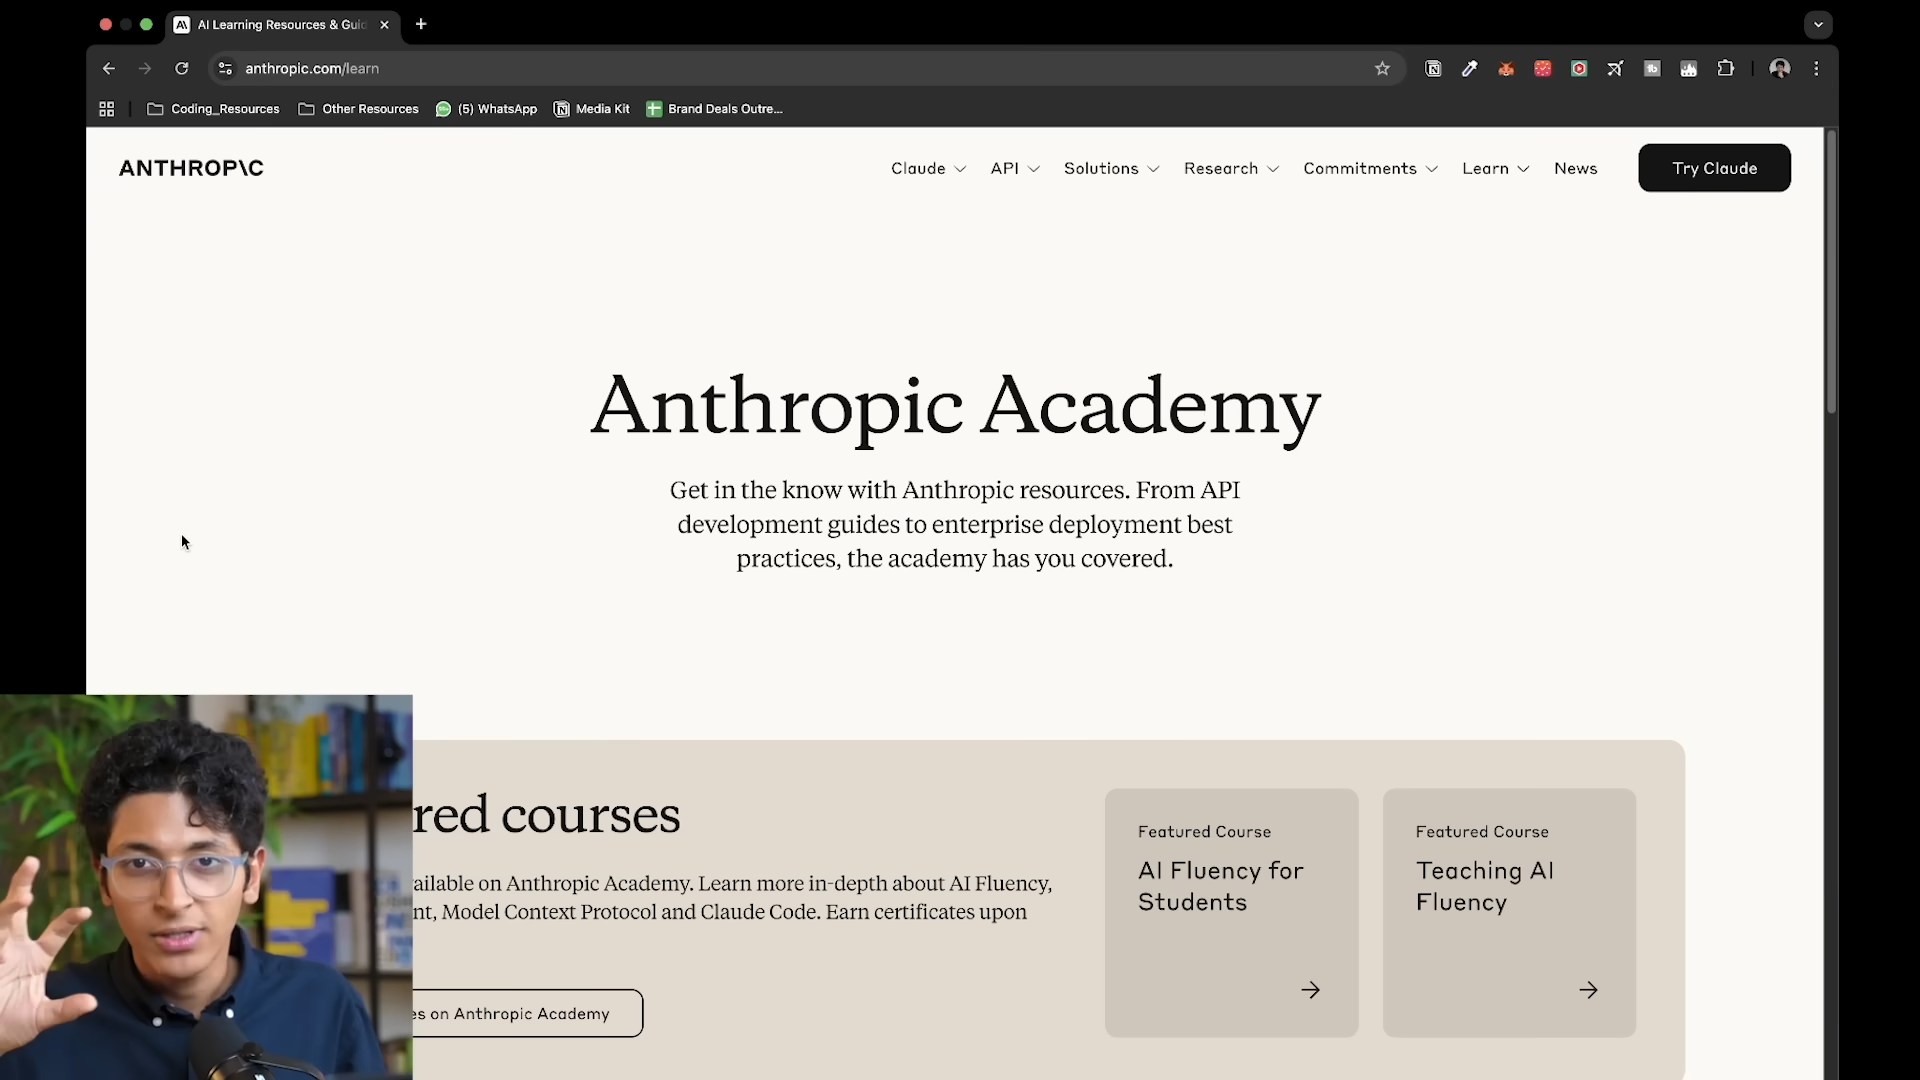 AI Learning Resources & Gui
anthropic.com/learn
Coding_Resources
Other Resources
(5) WhatsApp
Media Kit
Brand Deals Outre...
ANTHROP\C
Claude
API
Solutions
Research
Commitments
Learn
News
Try Claude
Anthropic Academy
Get in the know with Anthropic resources. From API
development guides to enterprise deployment best
practices, the academy has you covered.
red courses
ailable on Anthropic Academy. Learn more in-depth about AI Fluency,
nt, Model Context Protocol and Claude Code. Earn certificates upon
es on Anthropic Academy
Featured Course
AI Fluency for
Students
Featured Course
Teaching AI
Fluency